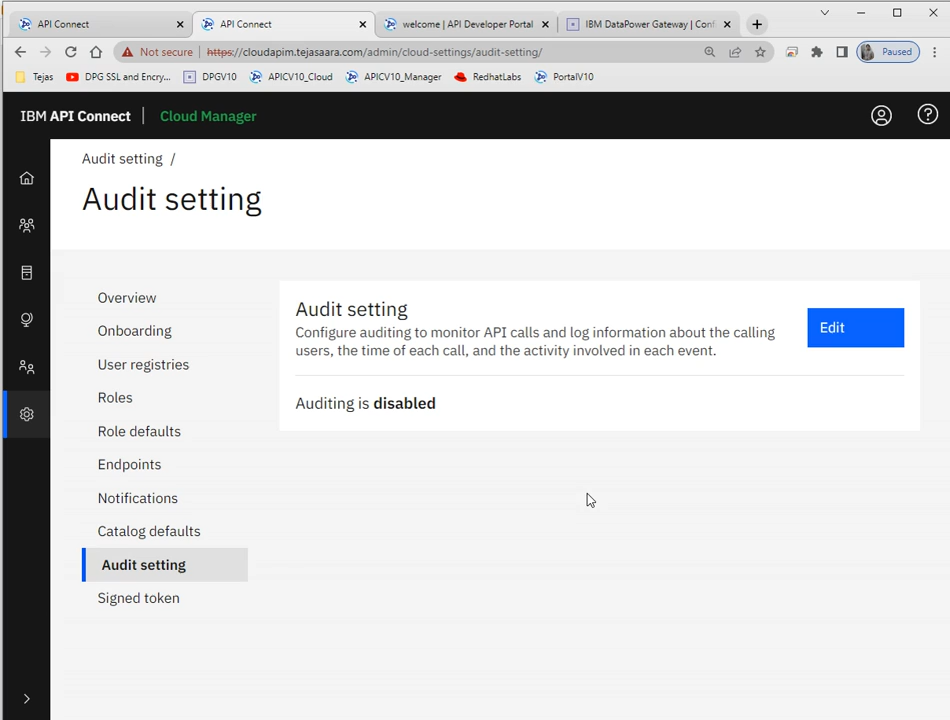 API Connect
API Connect
welcome | API Developer Portal
IBM DataPower Gateway | Conf
Not secure | https://cloudapim.tejasaara.com/admin/cloud-settings/audit-setting/
Paused
Tejas
DPG SSL and Encry...
DPGV10
APICV10_Cloud
APICV10_Manager
RedhatLabs
PortalV10
IBM API Connect | Cloud Manager
Audit setting /
Audit setting
Overview
Onboarding
User registries
Roles
Role defaults
Endpoints
Notifications
Catalog defaults
Audit setting
Signed token
Audit setting
Configure auditing to monitor API calls and log information about the calling
users, the time of each call, and the activity involved in each event.
Edit
Auditing is disabled